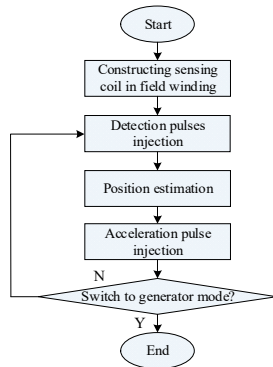 Start
Constructing sensing
coil in field winding
Detection pulses
injection
Position estimation
Acceleration pulse
injection
N
Switch to generator mode?
Y
End